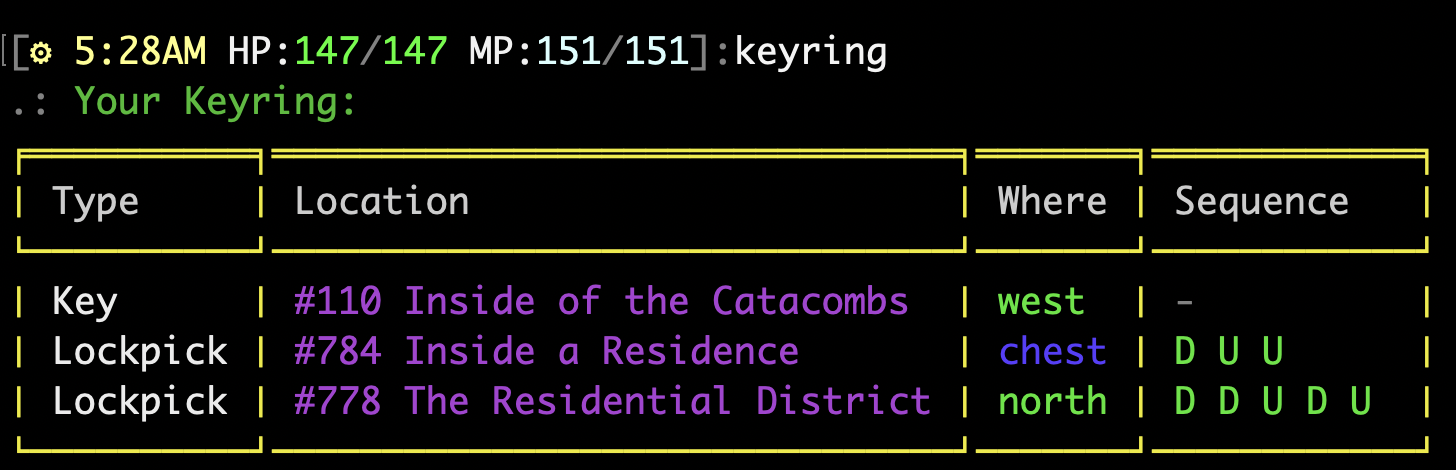 [☼ 5:28AM HP:147/147 MP:151/151]:keyring
.: Your Keyring:
Type Location Where Sequence
Key #110 Inside of the Catacombs west -
Lockpick #784 Inside a Residence chest D U U
Lockpick #778 The Residential District north D D U D U